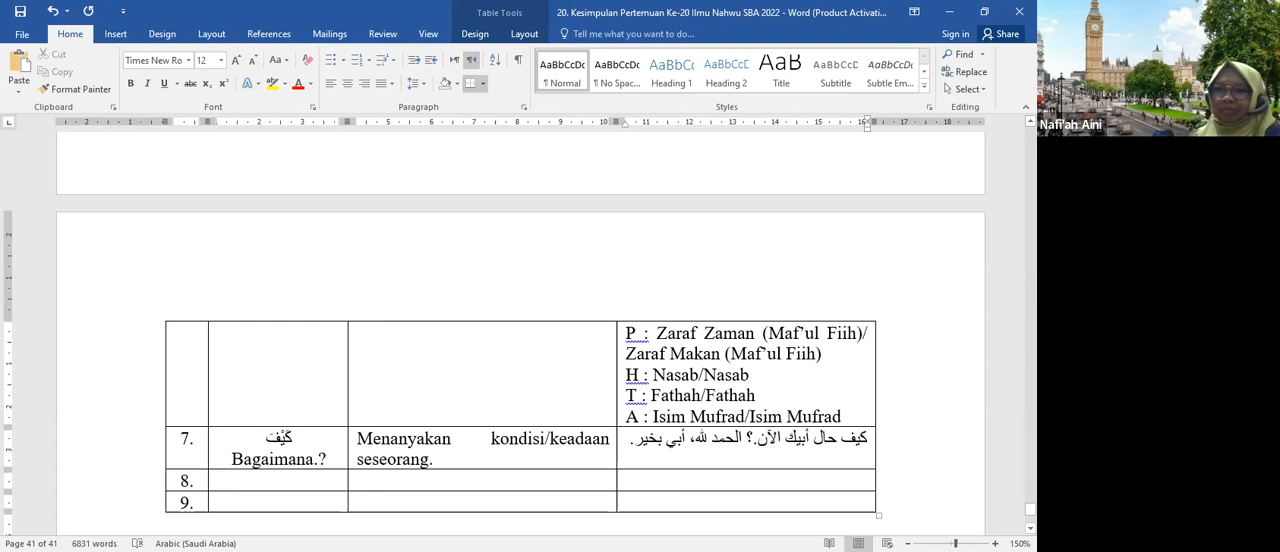 Table Tools
20. Kesimpulan Pertemuan Ke-20 Ilmu Nahwu SBA 2022 - Word (Product Activati...
File Home Insert Design Layout References Mailings Review View Design Layout Tell me what you want to do... Sign in Share
Paste Cut Copy Format Painter
Times New Ro 12 Aa
B I U
AaBbCcDc AaBbCcDc AaBbCc AaBbCcC AaB AaBbCcC AaBbCcDc
¶ Normal ¶ No Spac... Heading 1 Heading 2 Title Subtitle Subtle Em...
Find Replace Select
Clipboard Font Paragraph Styles Editing
Nafi'ah Aini
P : Zaraf Zaman (Maf'ul Fiih)/
Zaraf Makan (Maf'ul Fiih)
H : Nasab/Nasab
T : Fathah/Fathah
A : Isim Mufrad/Isim Mufrad
7. كَيْفَ Menanyakan kondisi/keadaan كيف حال أبيك الآن.؟ الحمد لله، أبي بخير.
Bagaimana.? seseorang.
8.
9.
Page 41 of 41 6831 words Arabic (Saudi Arabia) 150%